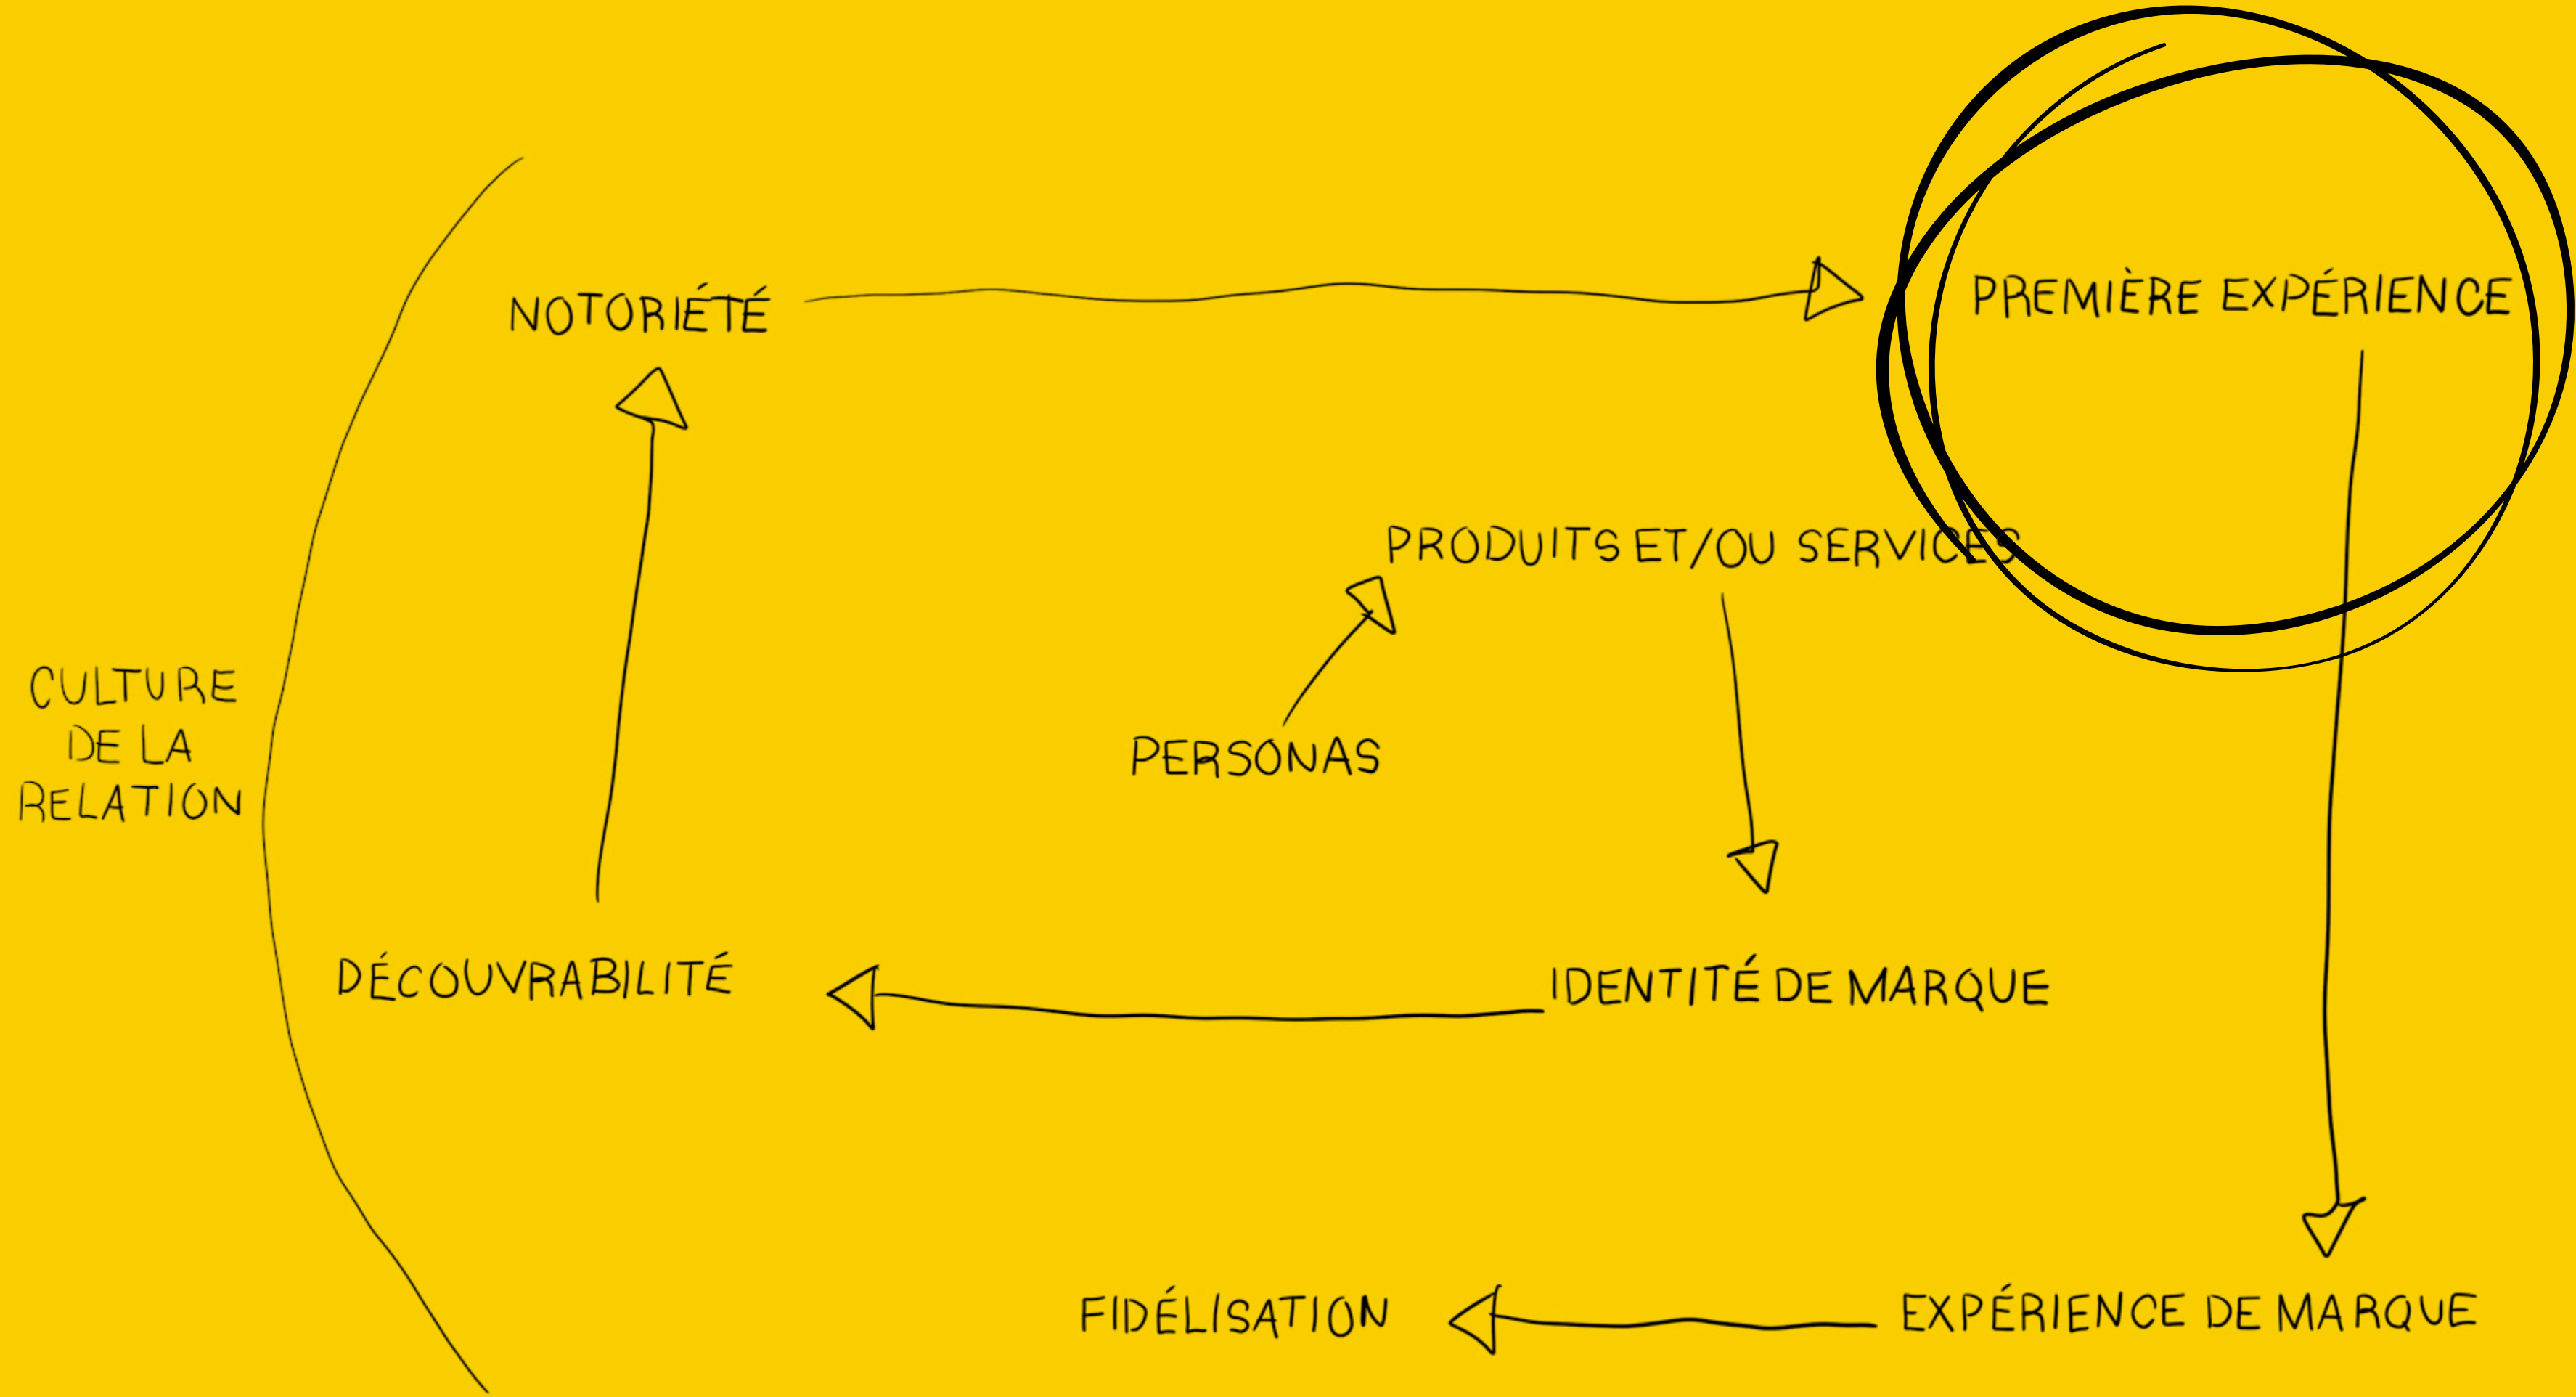 NOTORIÉTÉ
PREMIÈRE EXPÉRIENCE
PRODUITS ET/OU SERVICES
CULTURE
DE LA
RELATION
PERSONAS
DÉCOUVRABILITÉ
IDENTITÉ DE MARQUE
FIDÉLISATION
EXPÉRIENCE DE MARQUE